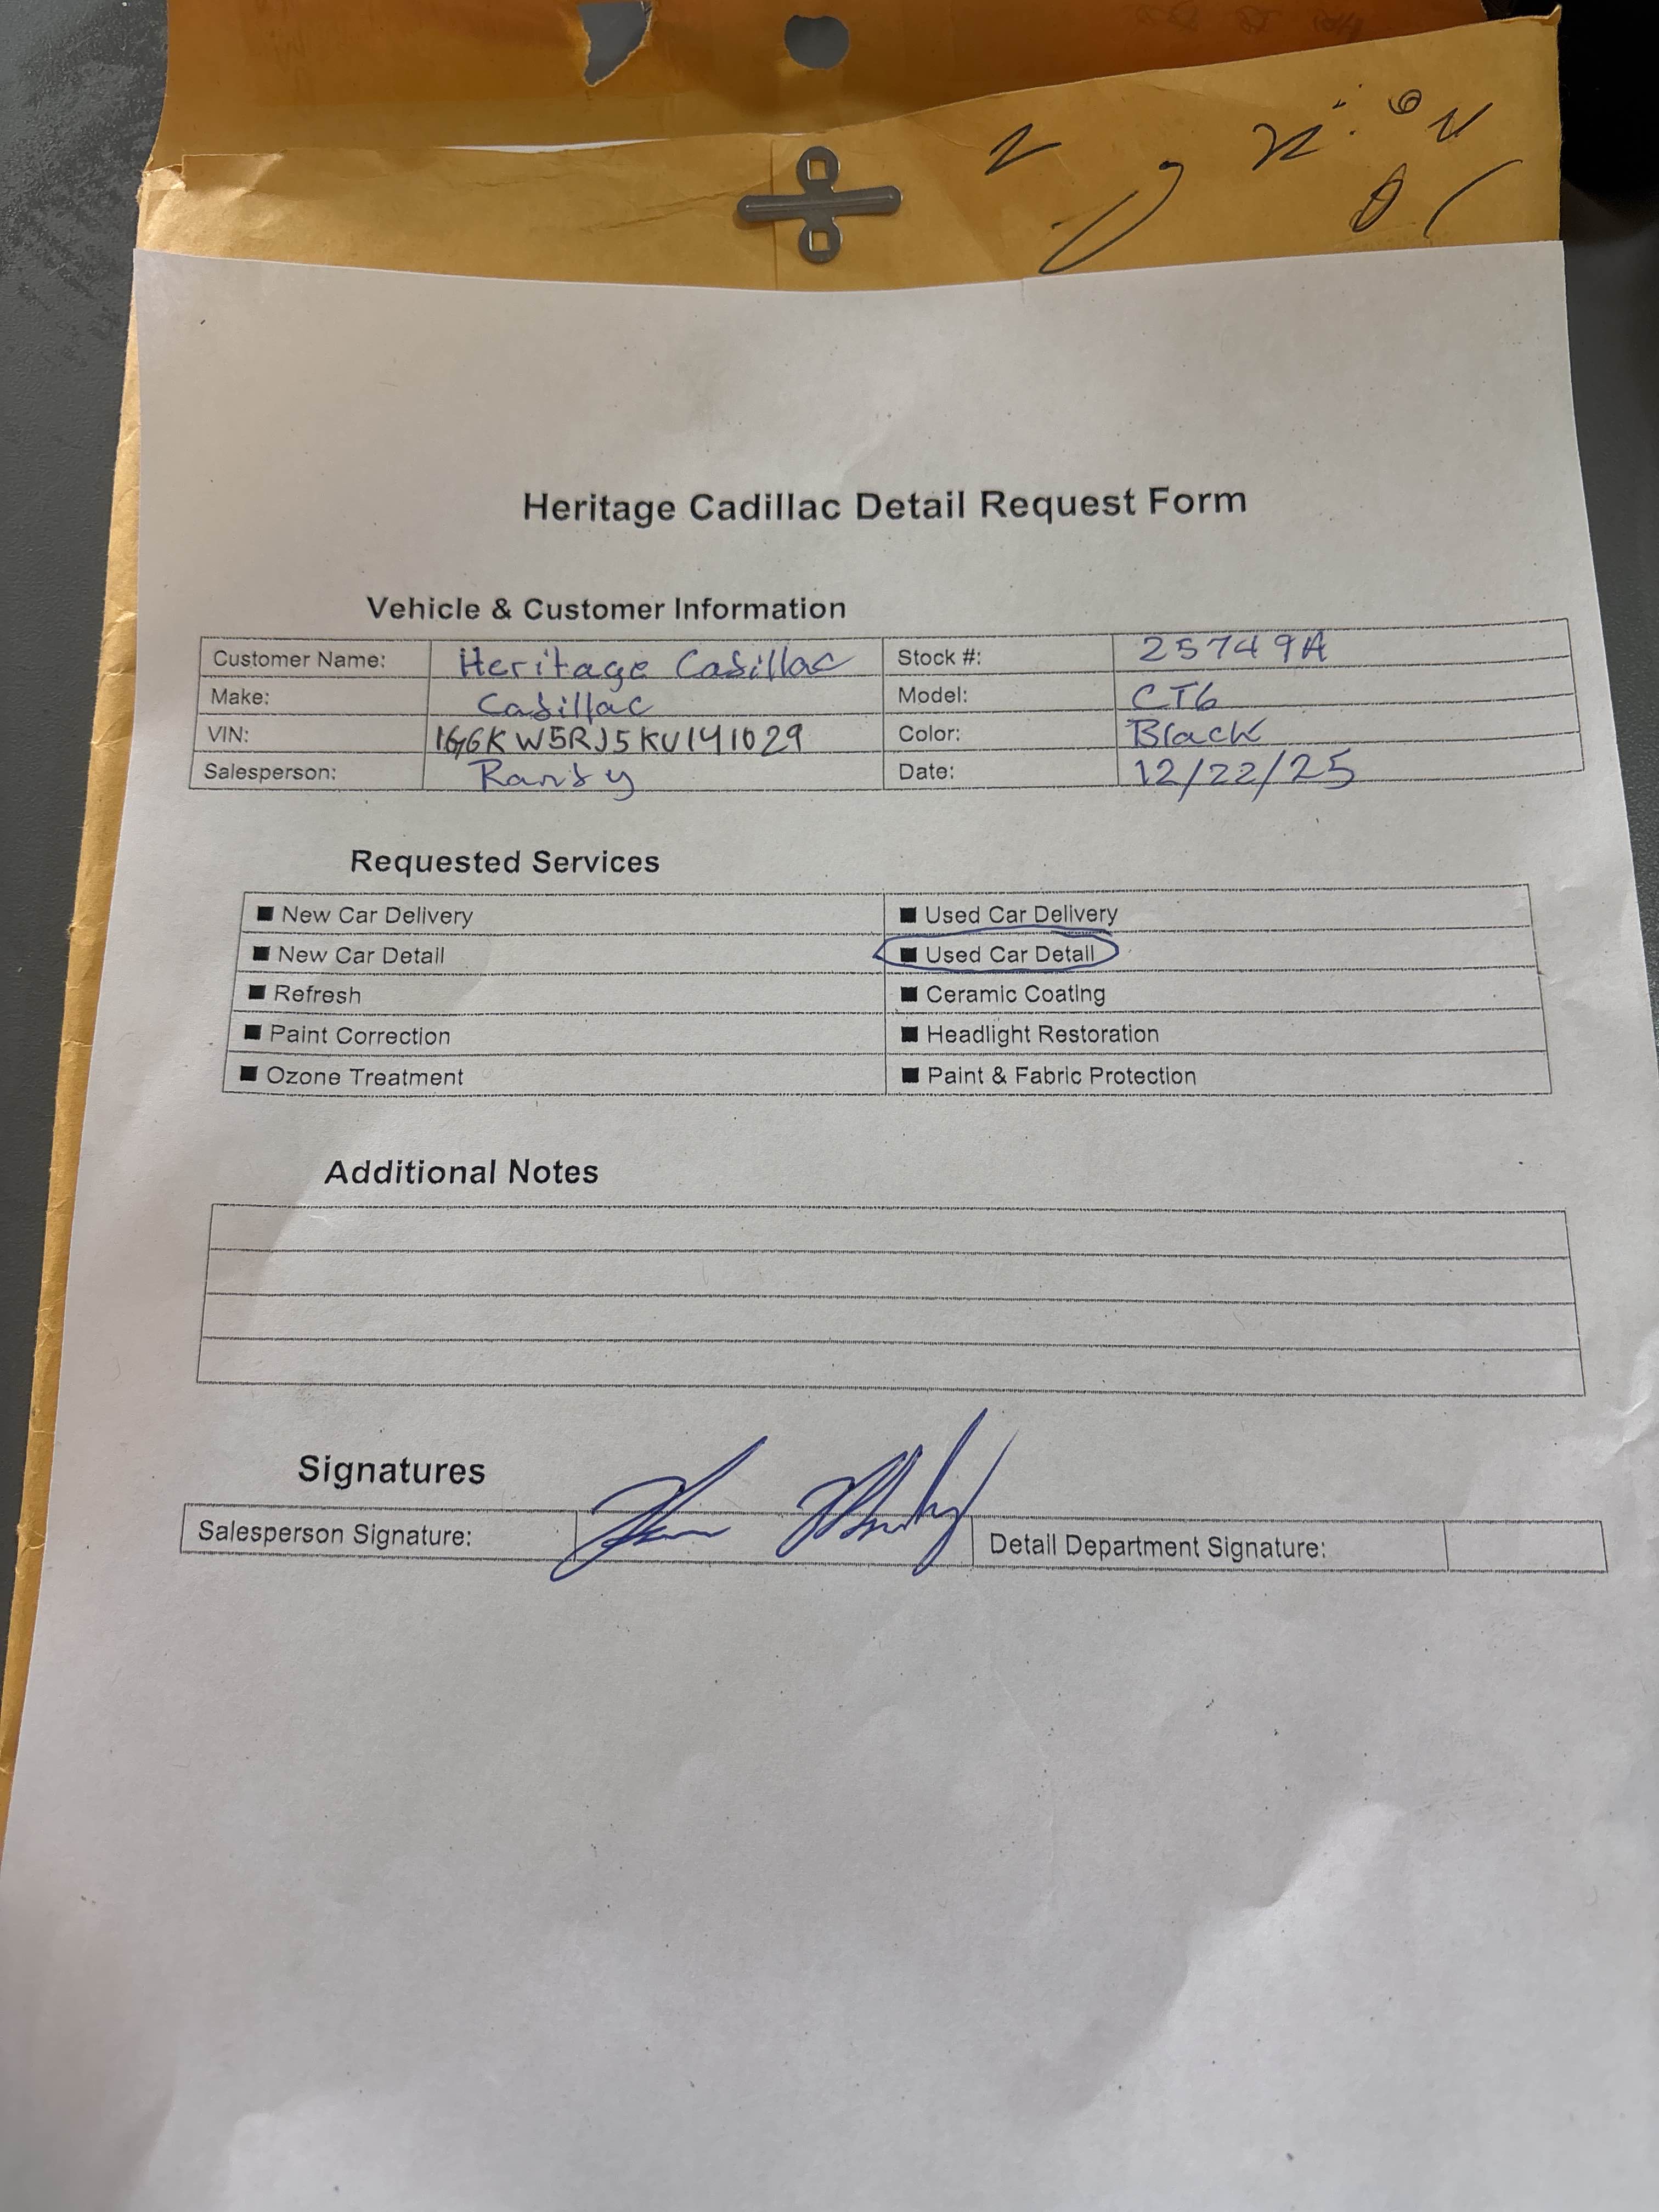 Heritage Cadillac Detail Request Form
Vehicle & Customer Information
Customer Name: Heritage Cadillac Stock #: 25749A
Make: Cadillac Model: CT6
VIN: 1G6KW5RJ5KU141029 Color: Black
Salesperson: Randy Date: 12/22/25
Requested Services
New Car Delivery Used Car Delivery
New Car Detail Used Car Detail
Refresh Ceramic Coating
Paint Correction Headlight Restoration
Ozone Treatment Paint & Fabric Protection
Additional Notes
Signatures
Salesperson Signature: Detail Department Signature: